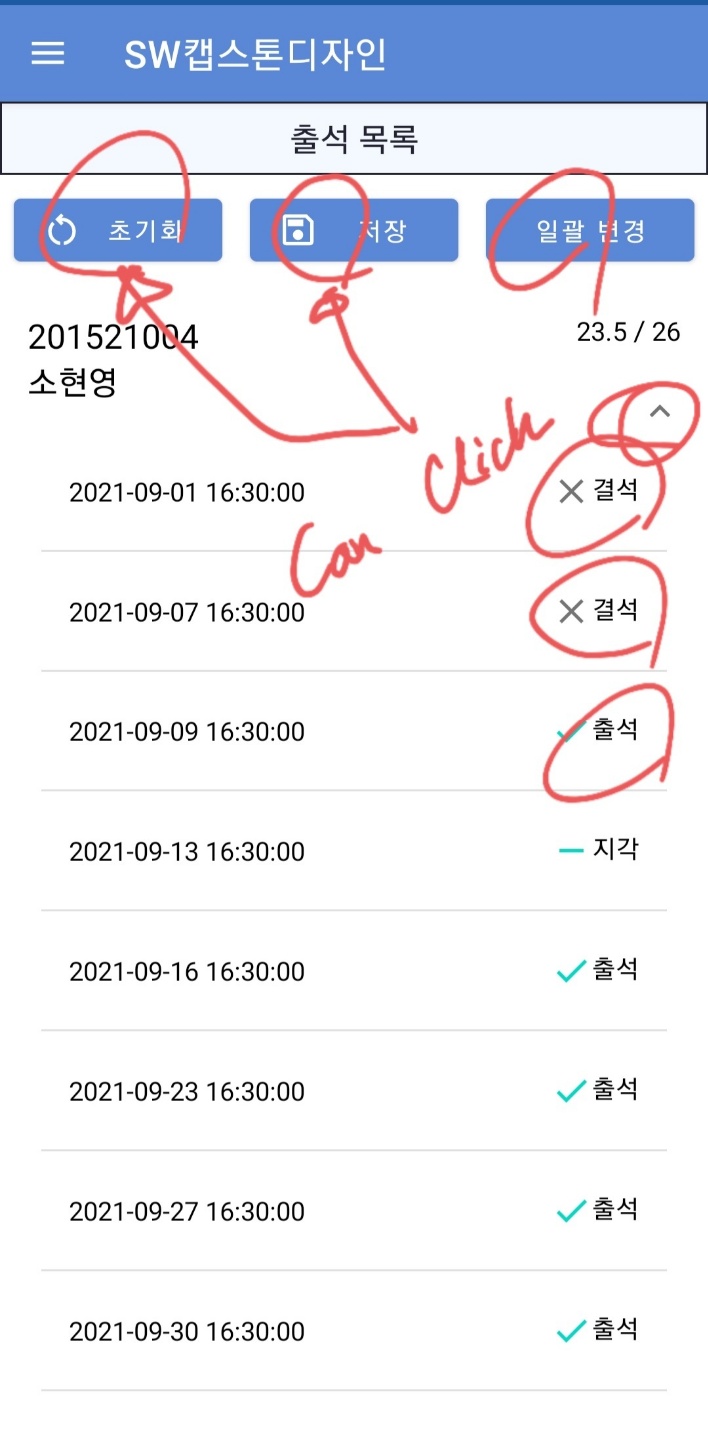 SW캡스톤디자인
출석 목록
초기화 저장 일괄 변경
201521004 23.5 / 26
소현영
Can Click
2021-09-01 16:30:00 결석
2021-09-07 16:30:00 결석
2021-09-09 16:30:00 출석
2021-09-13 16:30:00 지각
2021-09-16 16:30:00 출석
2021-09-23 16:30:00 출석
2021-09-27 16:30:00 출석
2021-09-30 16:30:00 출석